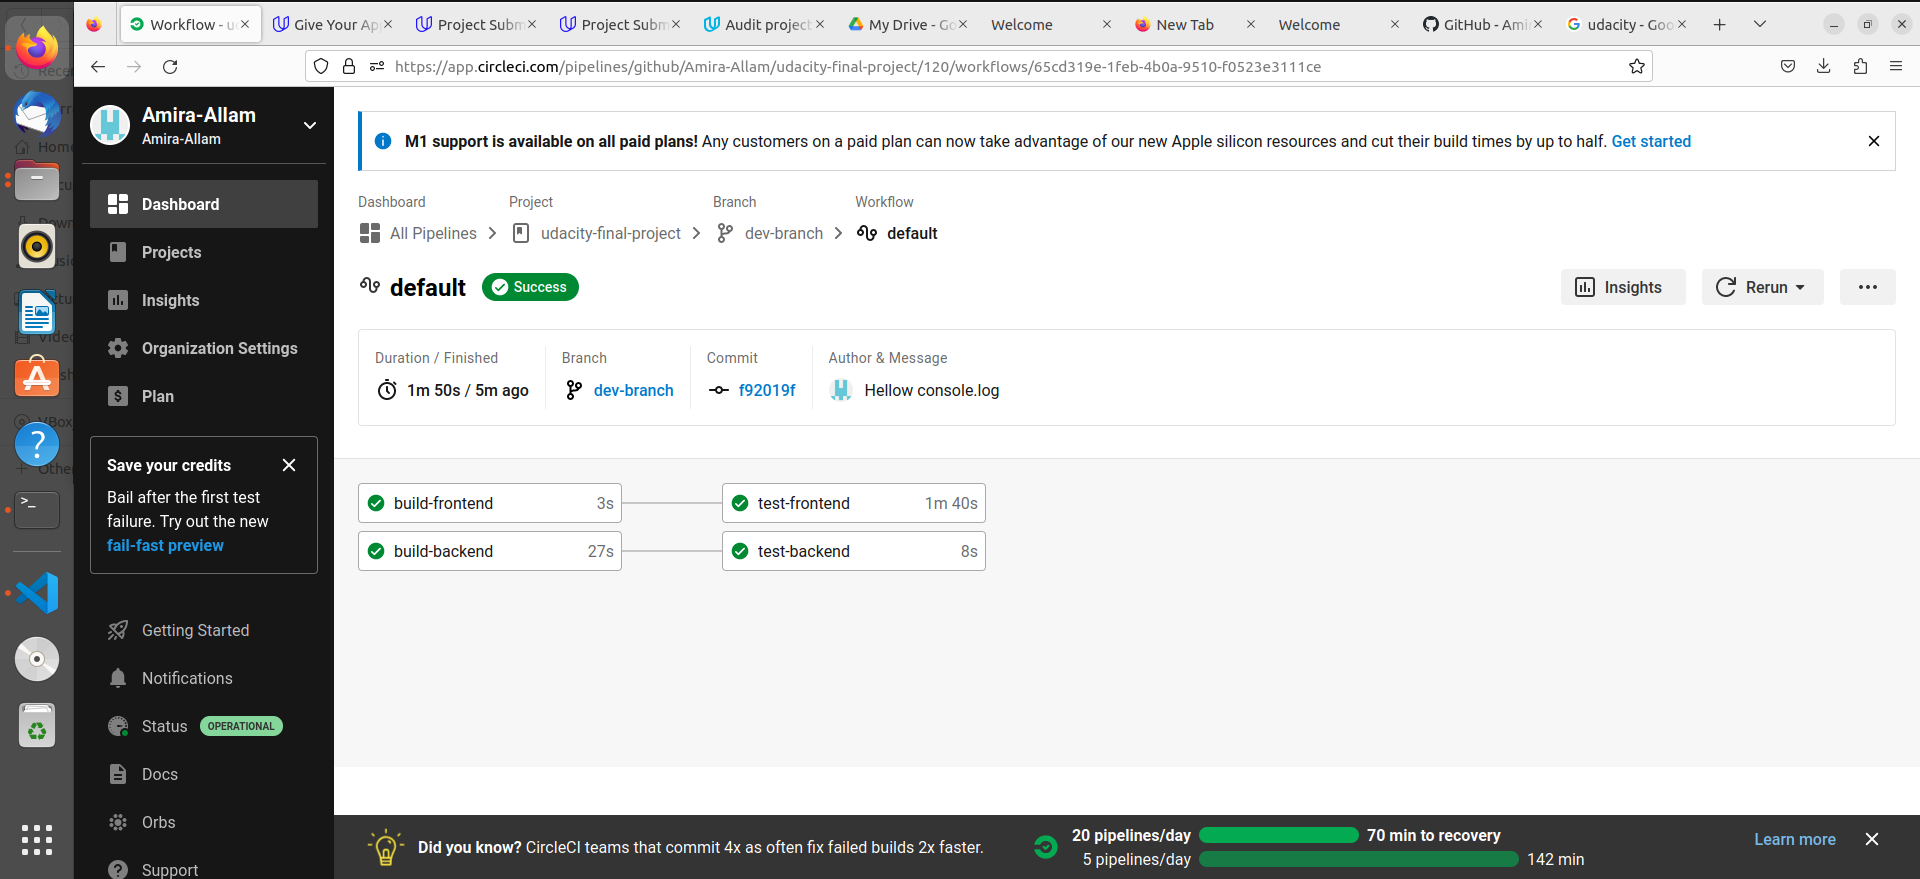 Workflow - u
Give Your Ap
Project Subm
Project Subm
Audit project
My Drive - Go
Welcome
New Tab
Welcome
GitHub - Ami
udacity - Goo
https://app.circleci.com/pipelines/github/Amira-Allam/udacity-final-project/120/workflows/65cd319e-1feb-4b0a-9510-f0523e3111ce
Amira-Allam
Amira-Allam
Dashboard
Projects
Insights
Organization Settings
Plan
Save your credits
Bail after the first test
failure. Try out the new
fail-fast preview
Getting Started
Notifications
Status OPERATIONAL
Docs
Orbs
Support
M1 support is available on all paid plans! Any customers on a paid plan can now take advantage of our new Apple silicon resources and cut their build times by up to half. Get started
Dashboard Project Branch Workflow
All Pipelines udacity-final-project dev-branch default
default Success Insights Rerun
Duration / Finished Branch Commit Author & Message
1m 50s / 5m ago dev-branch f92019f Hellow console.log
build-frontend 3s test-frontend 1m 40s
build-backend 27s test-backend 8s
Did you know? CircleCI teams that commit 4x as often fix failed builds 2x faster.
20 pipelines/day 70 min to recovery
5 pipelines/day 142 min
Learn more